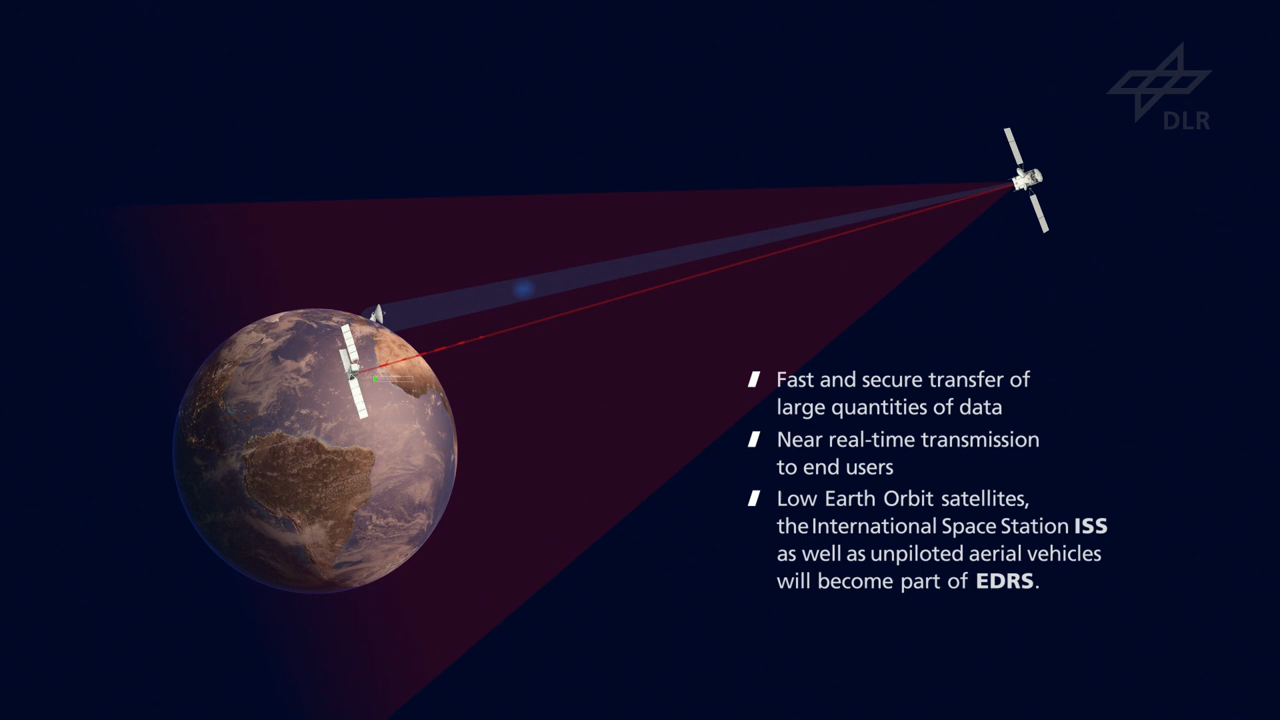 DLR
Fast and secure transfer of
large quantities of data
Near real-time transmission
to end users
Low Earth Orbit satellites,
the International Space Station ISS
as well as unpiloted aerial vehicles
will become part of EDRS.